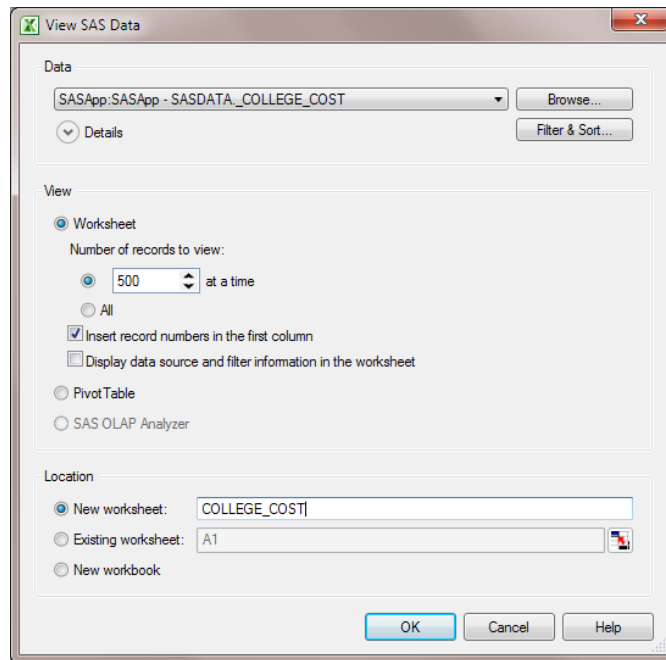 View SAS Data
Data
SASApp:SASApp - SASDATA._COLLEGE_COST
Browse...
Details
Filter & Sort...
View
Worksheet
Number of records to view:
500 at a time
All
Insert record numbers in the first column
Display data source and filter information in the worksheet
PivotTable
SAS OLAP Analyzer
Location
New worksheet: COLLEGE_COST
Existing worksheet: A1
New workbook
OK Cancel Help